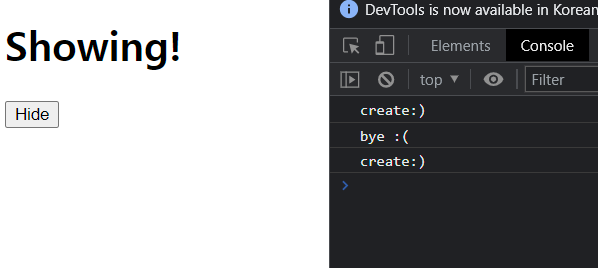 Showing!
Hide
DevTools is now available in Korean
Elements
Console
top
Filter
create:)
bye :(
create:)